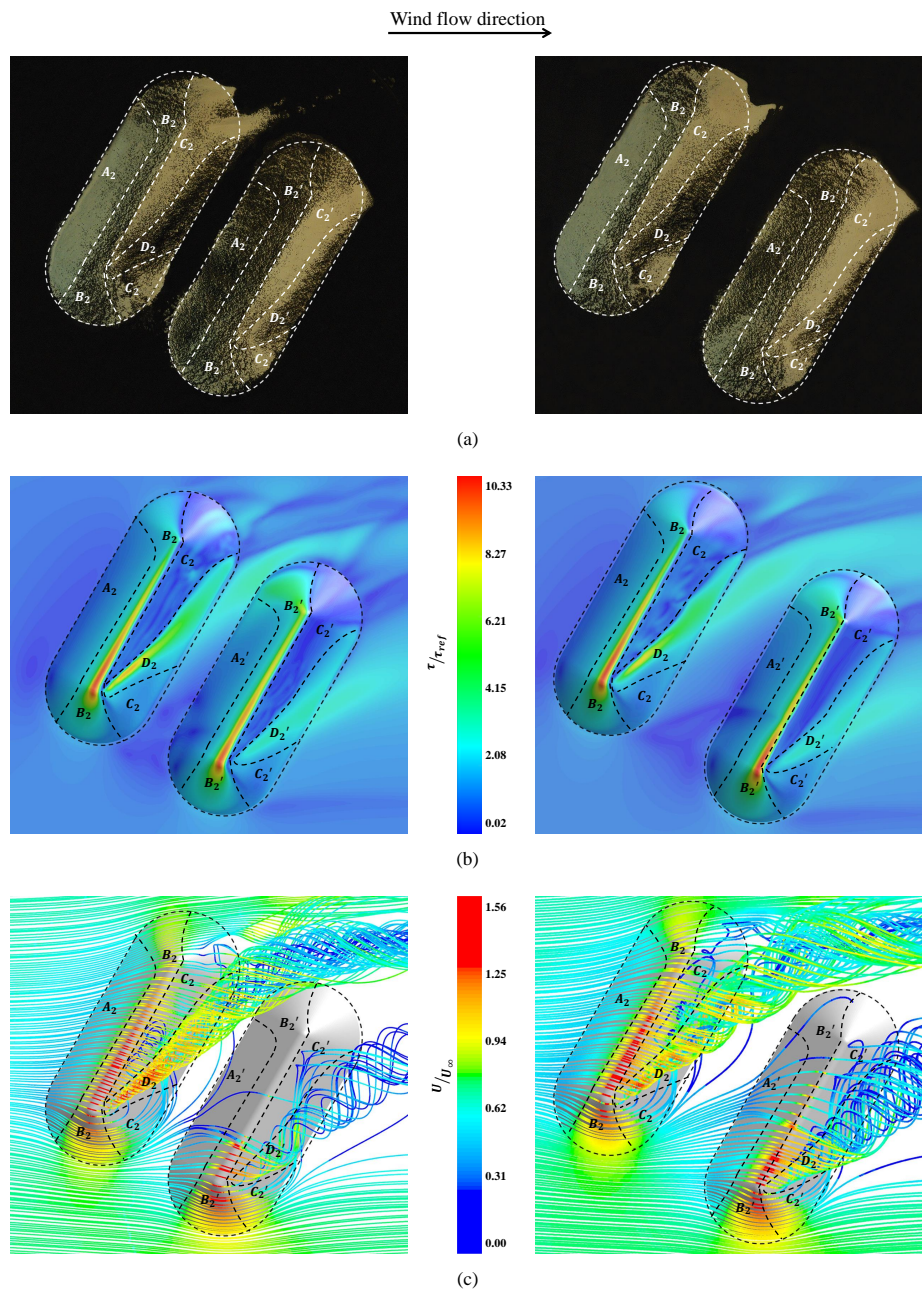 Wind flow direction
B₂
C₂
A₂
D₂
C₂
B₂
B₂
C₂′
A₂
D₂
C₂
B₂
B₂
C₂
A₂
D₂
C₂
B₂
B₂
C₂′
A₂′
D₂
C₂′
B₂′
(a)
B₂
C₂
A₂
D₂
C₂
B₂
B₂′
C₂′
A₂′
D₂′
C₂′
B₂′
τ/τ_ref
10.33
8.27
6.21
4.15
2.08
0.02
B₂
C₂
A₂
D₂
C₂
B₂
B₂′
C₂′
A₂′
D₂′
C₂′
B₂′
(b)
B₂
C₂
A₂
D₂
C₂
B₂
B₂′
C₂′
A₂′
D₂
C₂
B₂′
U/U∞
1.56
1.25
0.94
0.62
0.31
0.00
B₂
C₂
A₂
D₂
C₂
B₂
B₂′
C₂
A₂
D₂
C₂
B₂
(c)